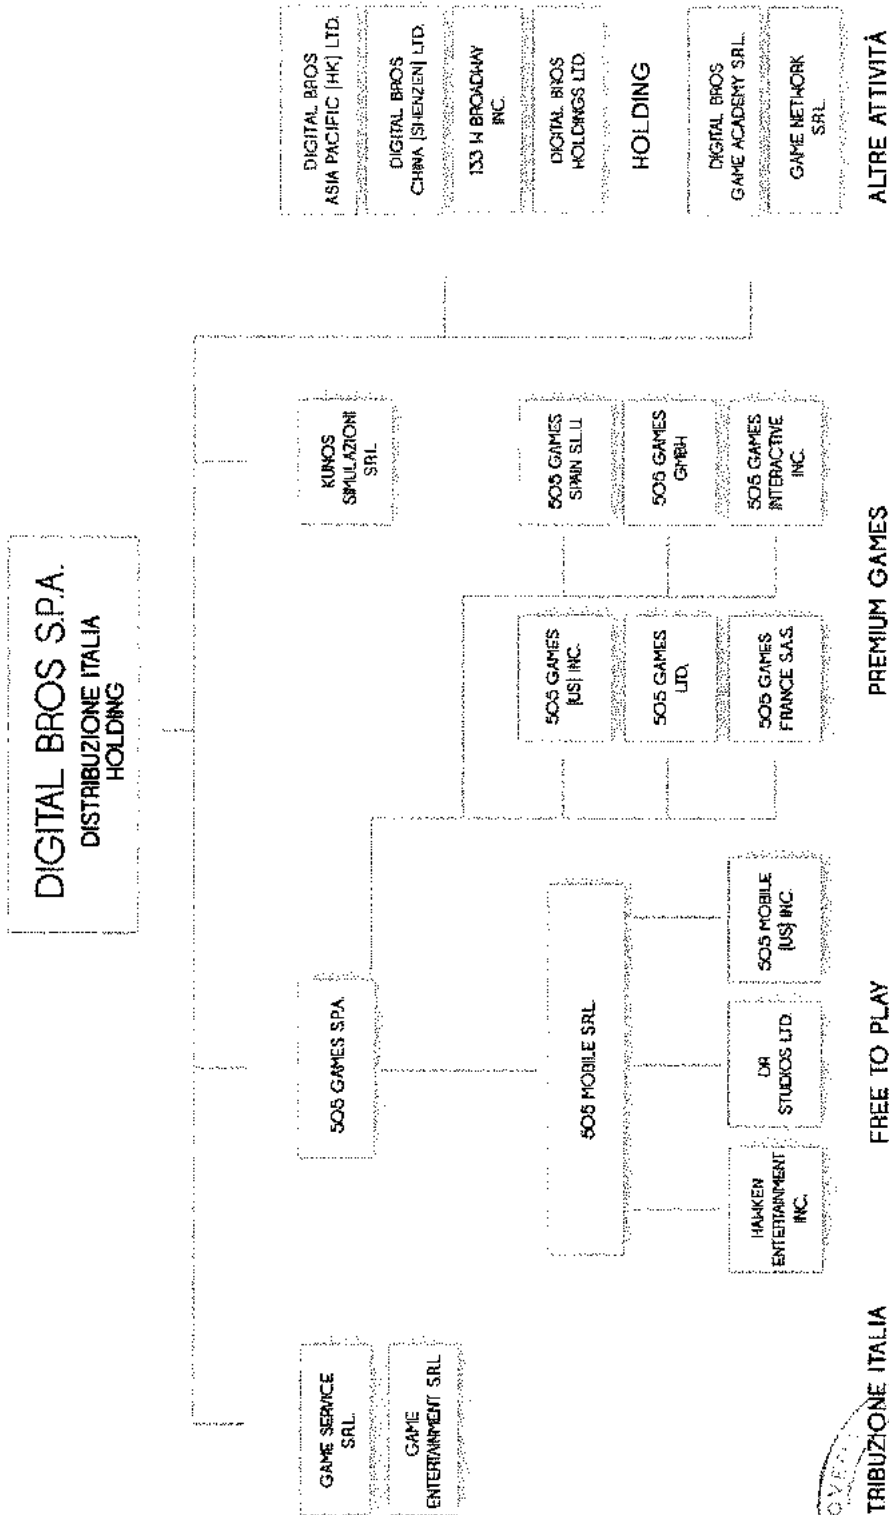 DIGITAL BROS S.P.A.
DISTRIBUZIONE ITALIA
HOLDING
GAME SERVICE
S.R.L.
GAME
ENTERTAINMENT S.R.L.
505 GAMES S.P.A.
KUNOS
SIMULAZIONI
S.R.L.
DIGITAL BROS
ASIA PACIFIC (HK) LTD.
DIGITAL BROS
CHINA (SHENZEN) LTD.
133 W BROADWAY
INC.
DIGITAL BROS
HOLDINGS LTD.
HOLDING
505 MOBILE S.R.L.
505 GAMES
(US) INC.
505 GAMES
SPAIN S.L.U.
505 GAMES
LTD.
505 GAMES
GMBH
DIGITAL BROS
GAME ACADEMY S.R.L.
HAWKEN
ENTERTAINMENT
INC.
DR
STUDIOS LTD.
505 MOBILE
(US) INC.
505 GAMES
FRANCE S.A.S.
505 GAMES
INTERACTIVE
INC.
GAME NETWORK
S.R.L.
TRIBUZIONE ITALIA
FREE TO PLAY
PREMIUM GAMES
ALTRE ATTIVITÀ